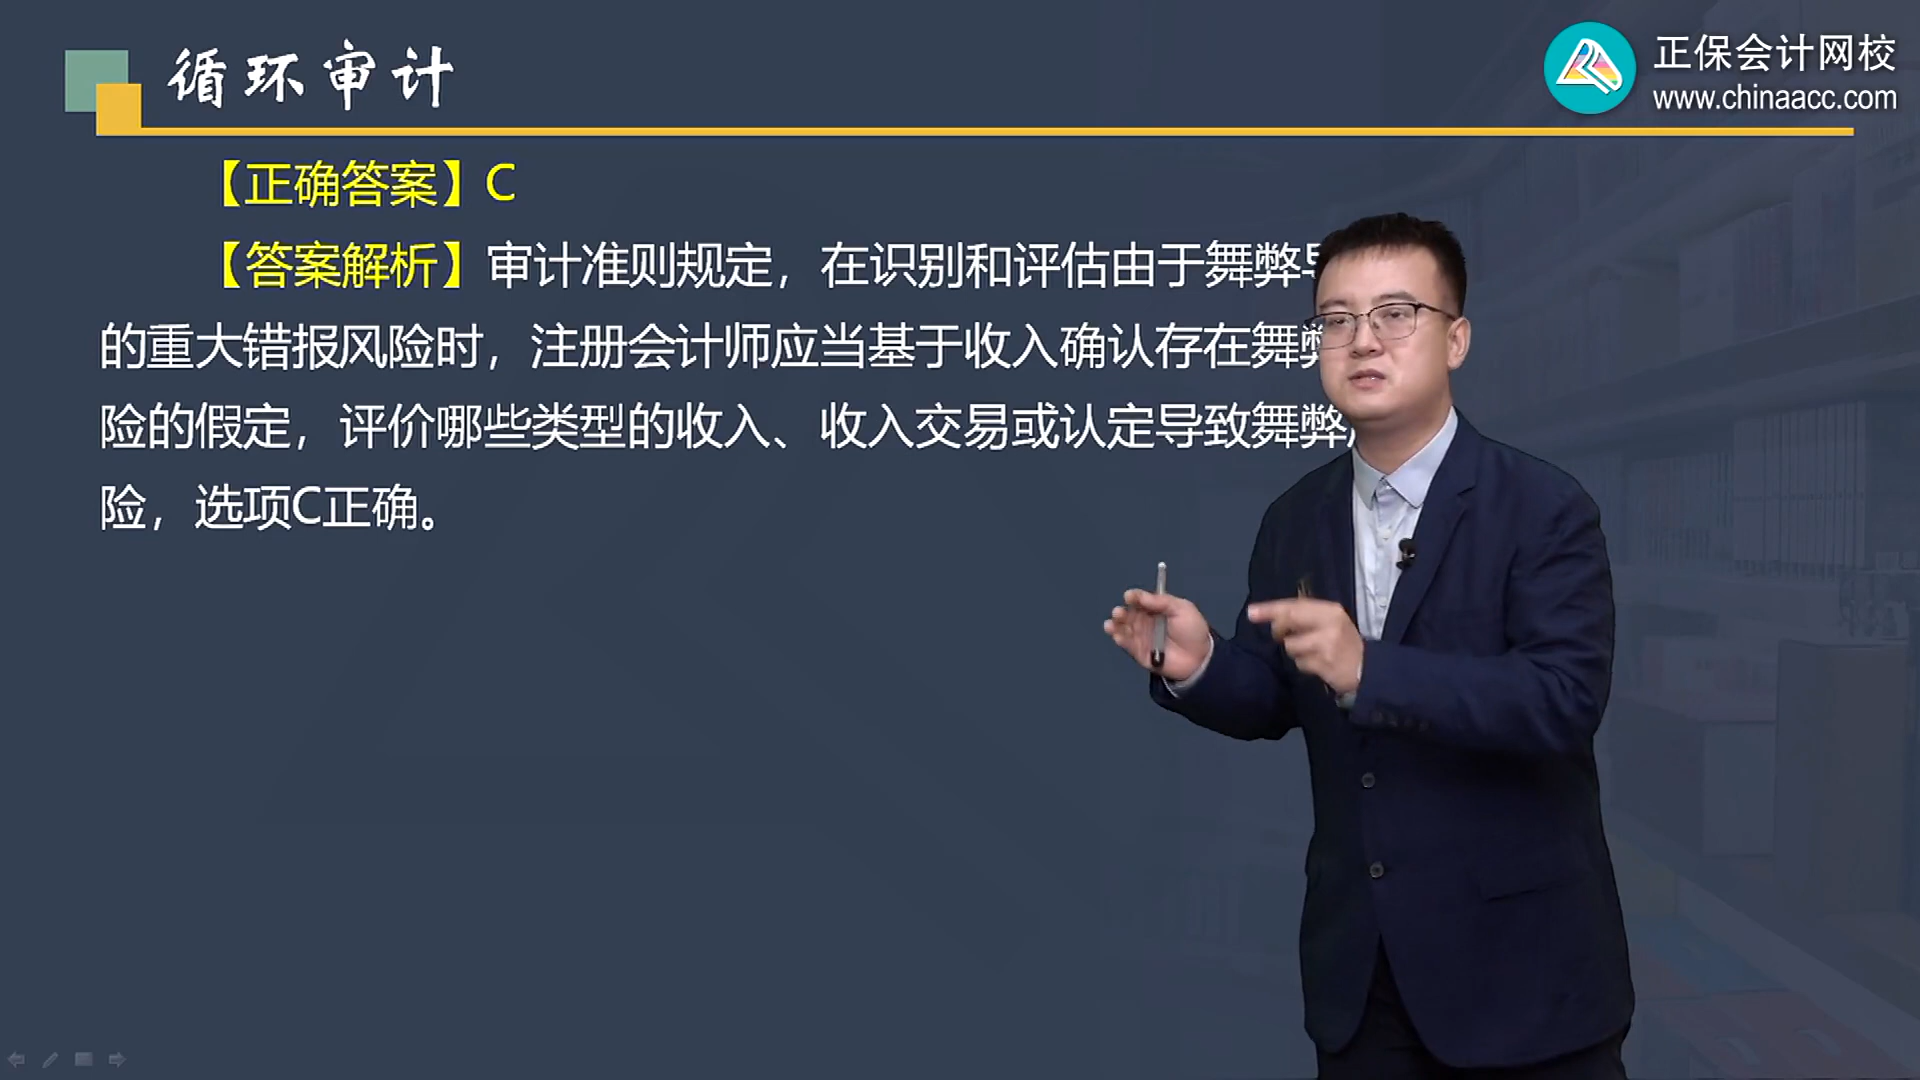 循环审计
正保会计网校
www.chinaacc.com
【正确答案】C
【答案解析】审计准则规定，在识别和评估由于舞弊
的重大错报风险时，注册会计师应当基于收入确认存在舞弊
险的假定，评价哪些类型的收入、收入交易或认定导致舞弊
险，选项C正确。